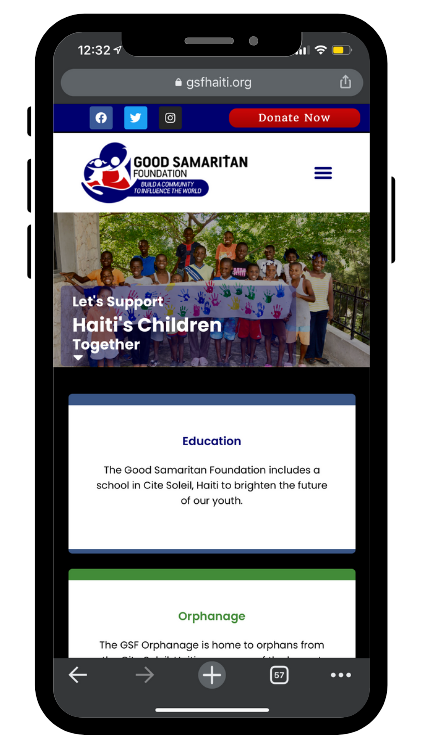 12:32
gsfhaiti.org
Donate Now
GOOD SAMARITAN
FOUNDATION
BUILD A COMMUNITY
TO INFLUENCE THE WORLD
Let's Support
Haiti's Children
Together
Education
The Good Samaritan Foundation includes a
school in Cite Soleil, Haiti to brighten the future
of our youth.
Orphanage
The GSF Orphanage is home to orphans from
57